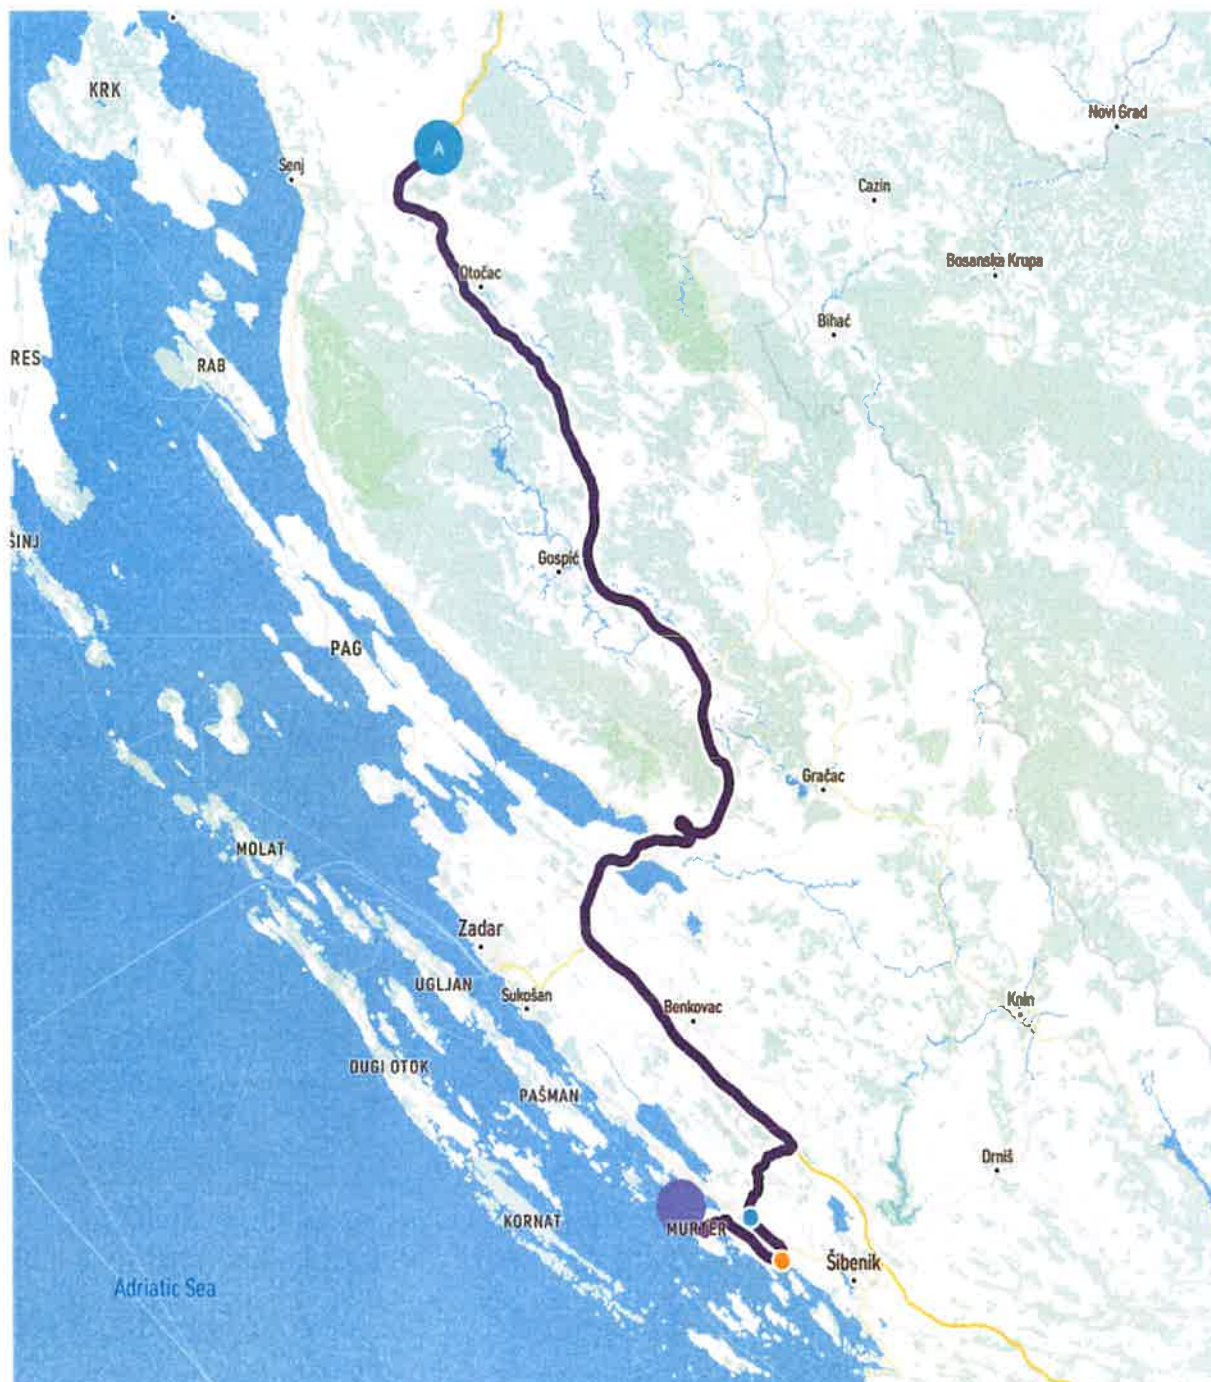 KRK
Novi Grad
A
Senj
Cazin
Bosanska Krupa
Otočac
Bihać
RES
RAB
ŠINJ
Gospić
PAG
Gračac
MOLAT
Zadar
UGLJAN
Sukošan
Benkovac
Knin
DUGI OTOK
PAŠMAN
Drniš
KORNAT
MURTER
Šibenik
Adriatic Sea